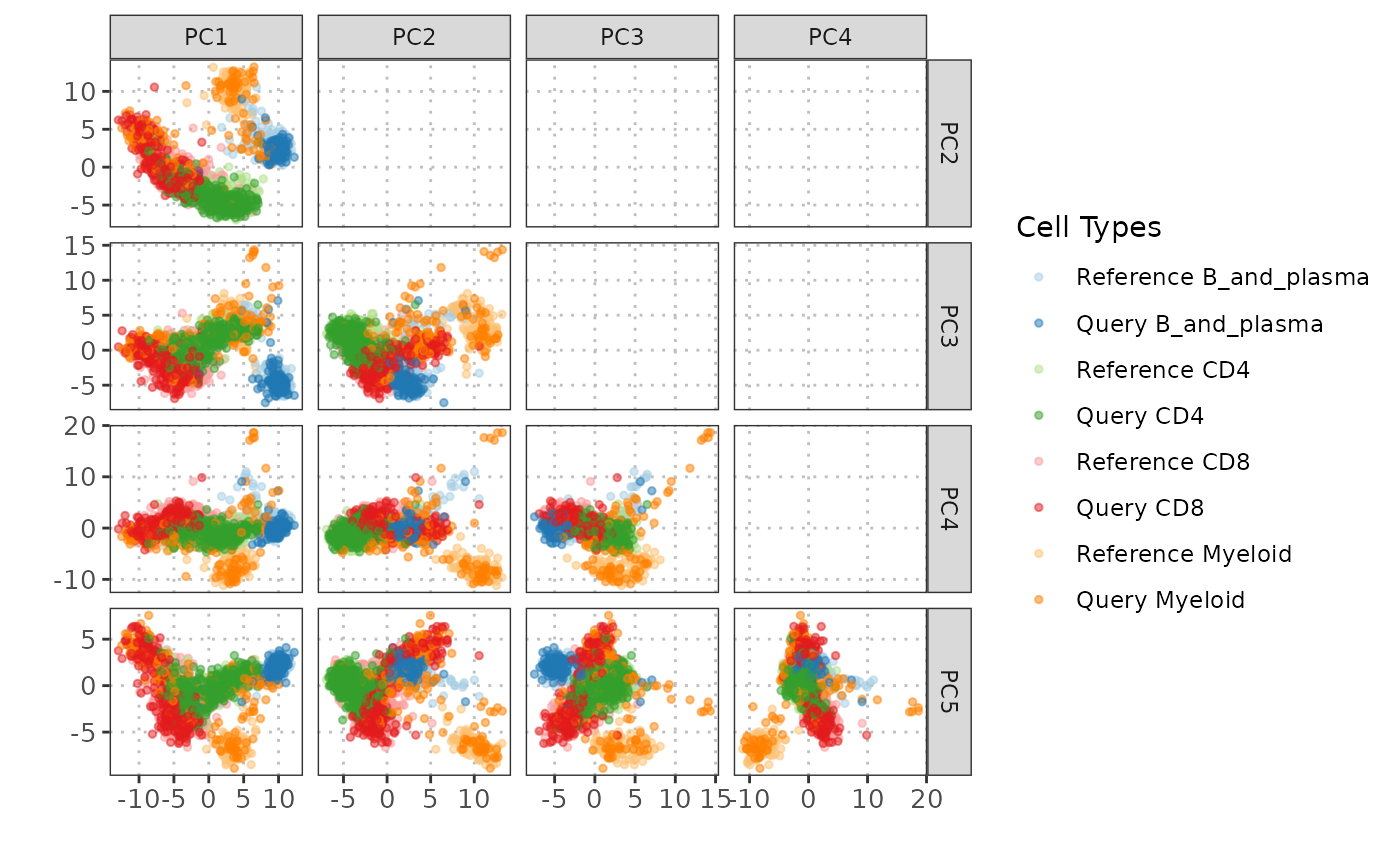 PC1 PC2 PC3 PC4
10
5
0
-5
PC2
15
10
5
0
-5
PC3
20
10
0
-10
PC4
5
0
-5
PC5
-10 -5 0 5 10 -5 0 5 10 -5 0 5 10 15 -10 0 10 20
Cell Types
Reference B_and_plasma
Query B_and_plasma
Reference CD4
Query CD4
Reference CD8
Query CD8
Reference Myeloid
Query Myeloid